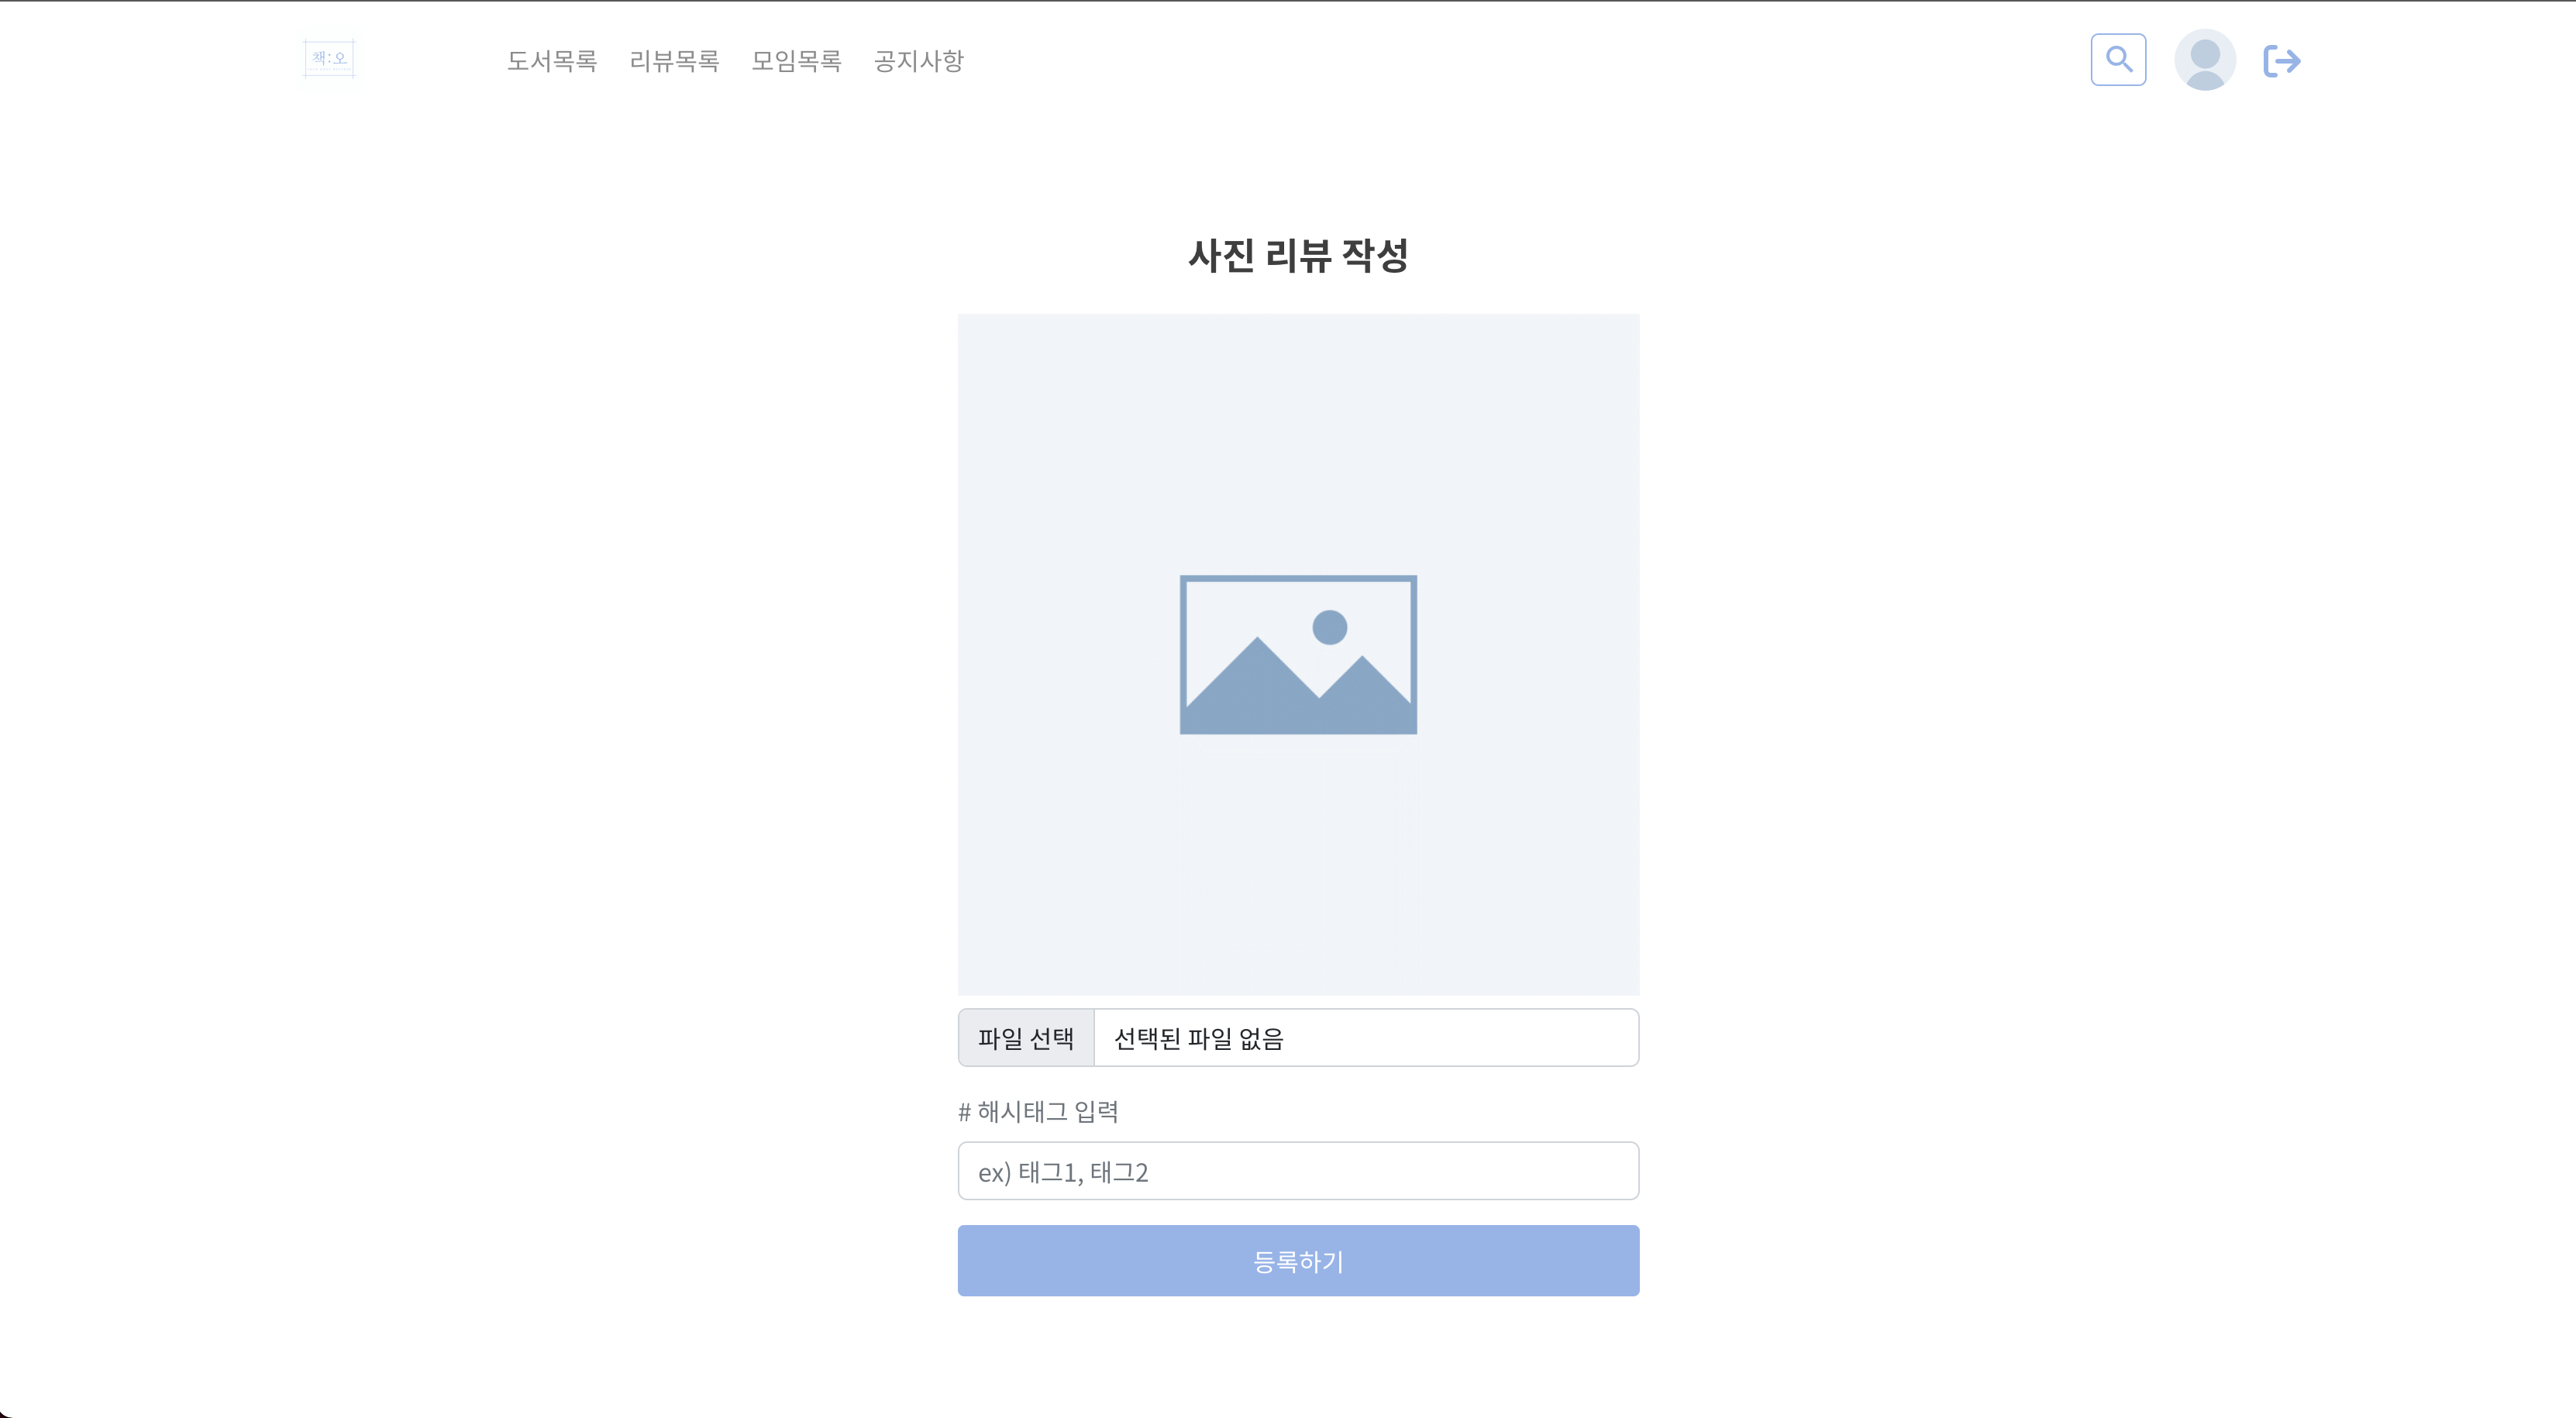 책:오
도서목록 리뷰목록 모임목록 공지사항
사진 리뷰 작성
파일 선택 선택된 파일 없음
# 해시태그 입력
ex) 태그1, 태그2
등록하기